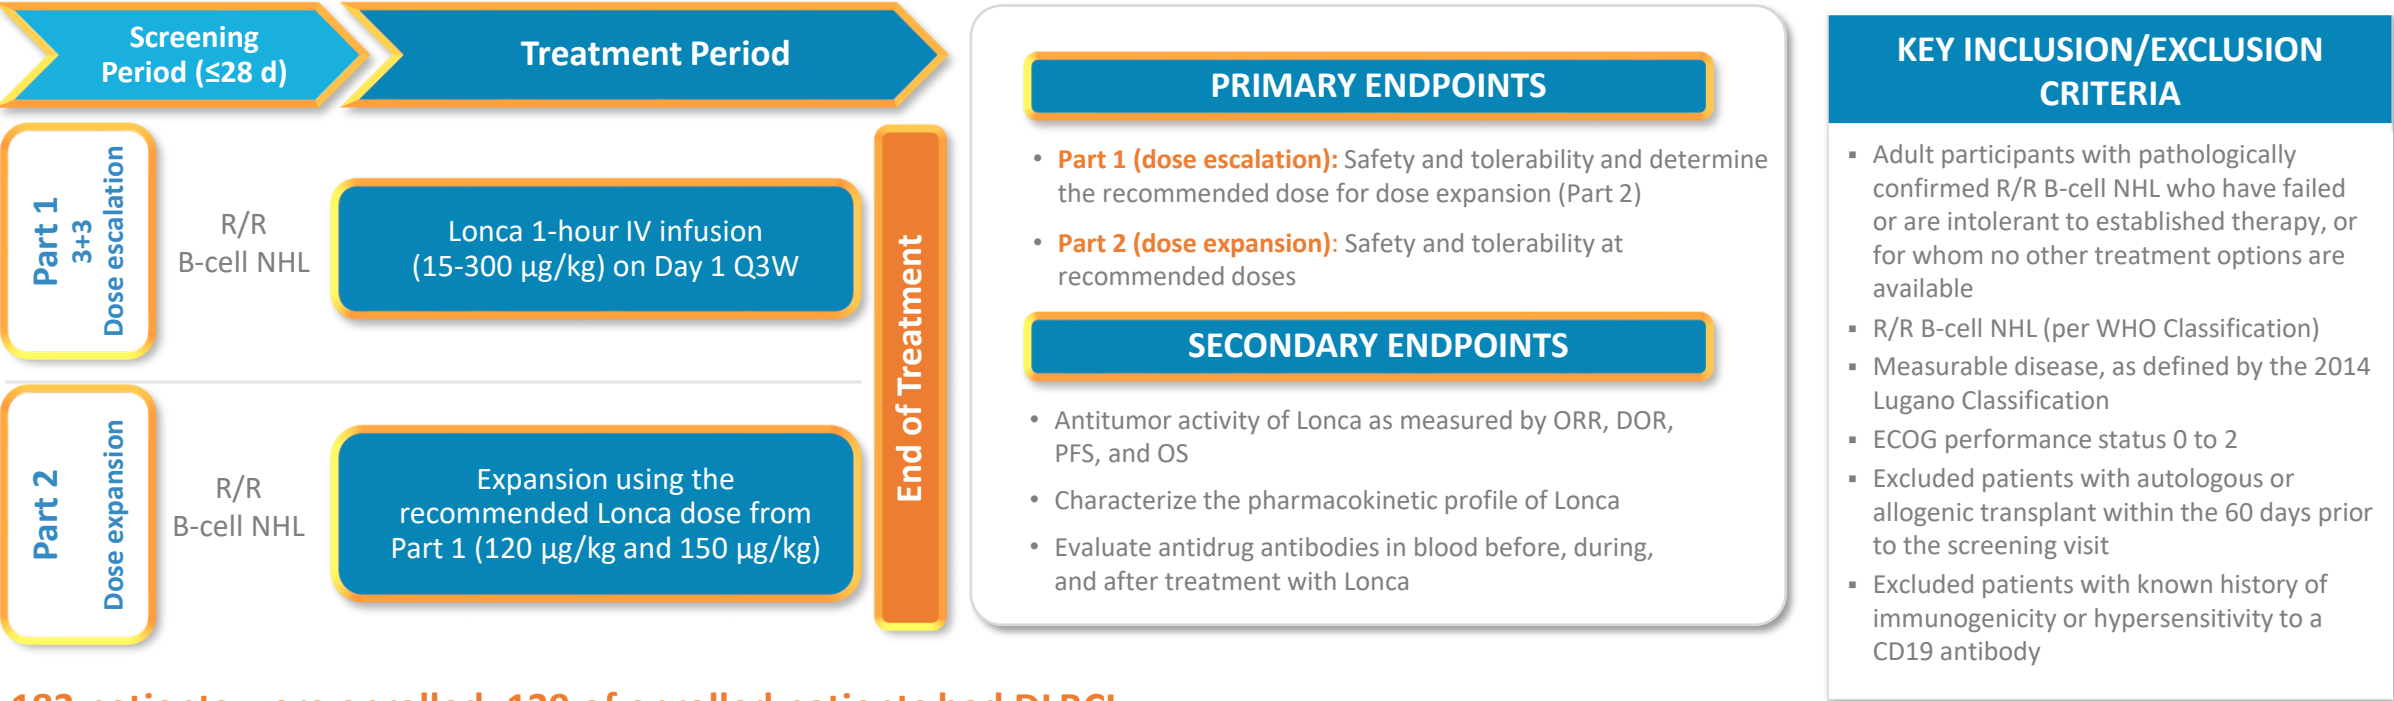 Screening
Period (≤28 d)
Treatment Period
Part 1
3+3
Dose escalation
R/R
B-cell NHL
Lonca 1-hour IV infusion
(15-300 µg/kg) on Day 1 Q3W
Part 2
Dose expansion
R/R
B-cell NHL
Expansion using the
recommended Lonca dose from
Part 1 (120 µg/kg and 150 µg/kg)
End of Treatment
PRIMARY ENDPOINTS
• Part 1 (dose escalation): Safety and tolerability and determine
the recommended dose for dose expansion (Part 2)
• Part 2 (dose expansion): Safety and tolerability at
recommended doses
SECONDARY ENDPOINTS
• Antitumor activity of Lonca as measured by ORR, DOR,
PFS, and OS
• Characterize the pharmacokinetic profile of Lonca
• Evaluate antidrug antibodies in blood before, during,
and after treatment with Lonca
KEY INCLUSION/EXCLUSION
CRITERIA
▪ Adult participants with pathologically
confirmed R/R B-cell NHL who have failed
or are intolerant to established therapy, or
for whom no other treatment options are
available
▪ R/R B-cell NHL (per WHO Classification)
▪ Measurable disease, as defined by the 2014
Lugano Classification
▪ ECOG performance status 0 to 2
▪ Excluded patients with autologous or
allogenic transplant within the 60 days prior
to the screening visit
▪ Excluded patients with known history of
immunogenicity or hypersensitivity to a
CD19 antibody
patients were enrolled, of enrolled patients had DLBCL